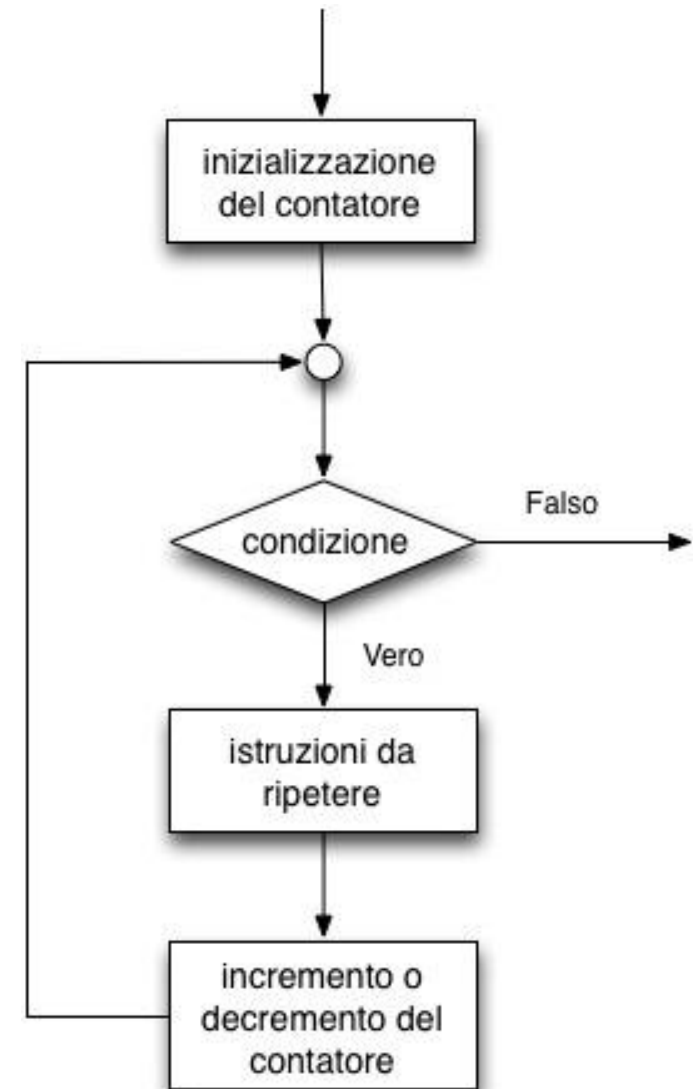 inizializzazione
del contatore
condizione
Falso
Vero
istruzioni da
ripetere
incremento o
decremento del
contatore